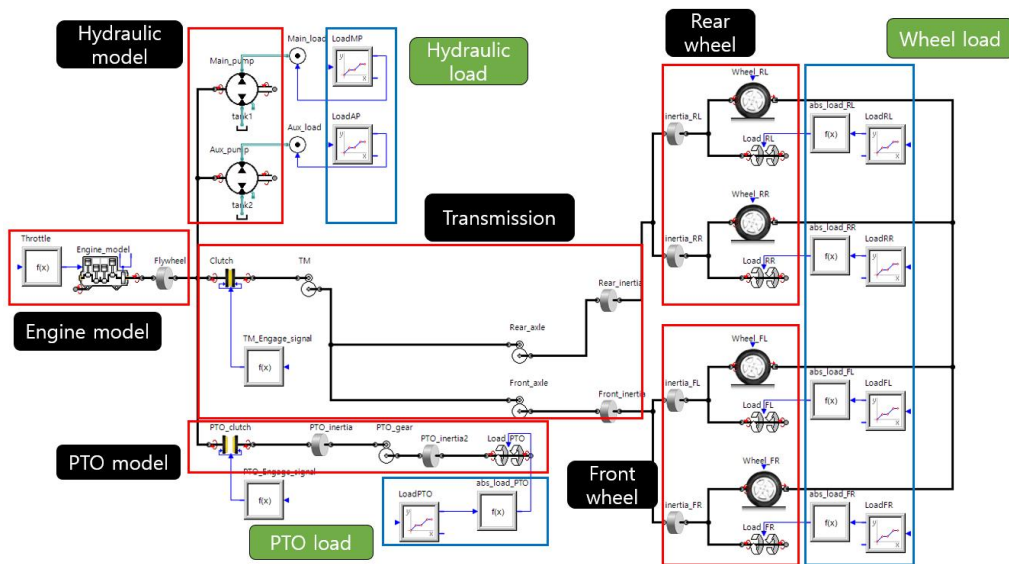 Hydraulic
model
Main_load
LoadMP
y
x
Main_pump
tank1
Hydraulic
load
Aux_load
LoadAP
y
x
Aux_pump
tank2
Rear
wheel
Wheel load
Wheel_RL
abs_load_RL
LoadRL
inertia_RL
f(x)
y
x
Load_RL
Wheel_RR
abs_load_RR
LoadRR
inertia_RR
f(x)
y
x
Load_RR
Transmission
Throttle
f(x)
Engine_model
Flywheel
Clutch
TM
Rear_inertia
Engine model
TM_Engage_signal
f(x)
Rear_axle
Front_axle
Front_inertia
Wheel_FL
abs_load_FL
LoadFL
inertia_FL
f(x)
y
x
Load_FL
PTO model
PTO_clutch
PTO_inertia
PTO_gear
PTO_inertia2
Load_PTO
PTO_Engage_signal
f(x)
LoadPTO
y
x
abs_load_PTO
f(x)
PTO load
Front
wheel
Wheel_FR
abs_load_FR
LoadFR
inertia_FR
f(x)
y
x
Load_FR